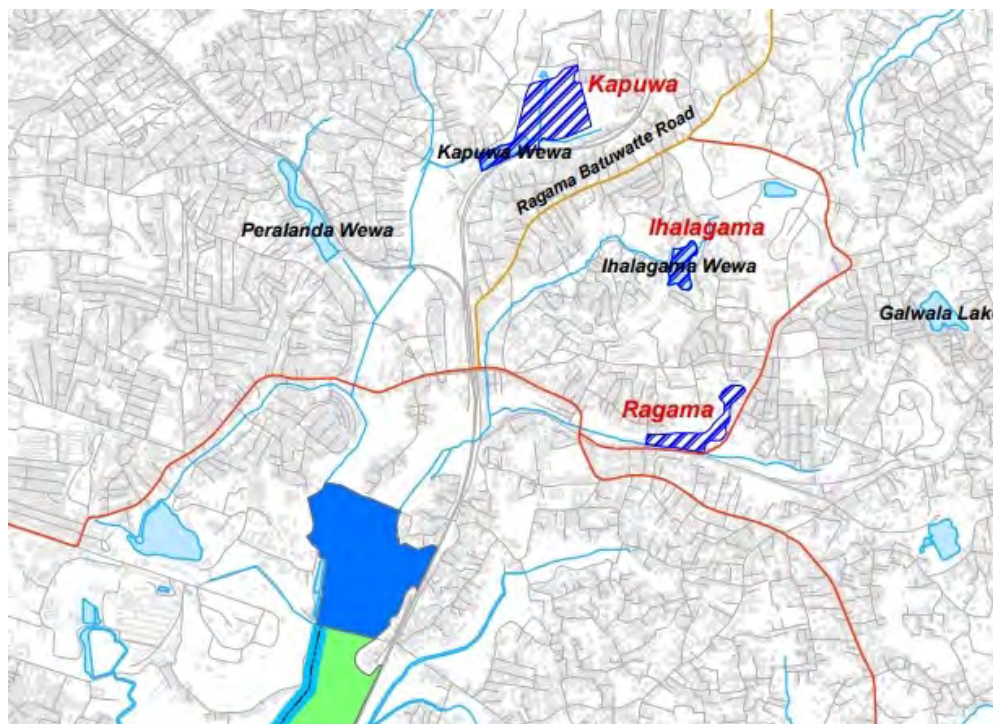 Kapuwa
Kapuwa Wewa
Ragama Batuwatte Road
Peralanda Wewa
Ihalagama
Ihalagama Wewa
Galwala Lake
Ragama